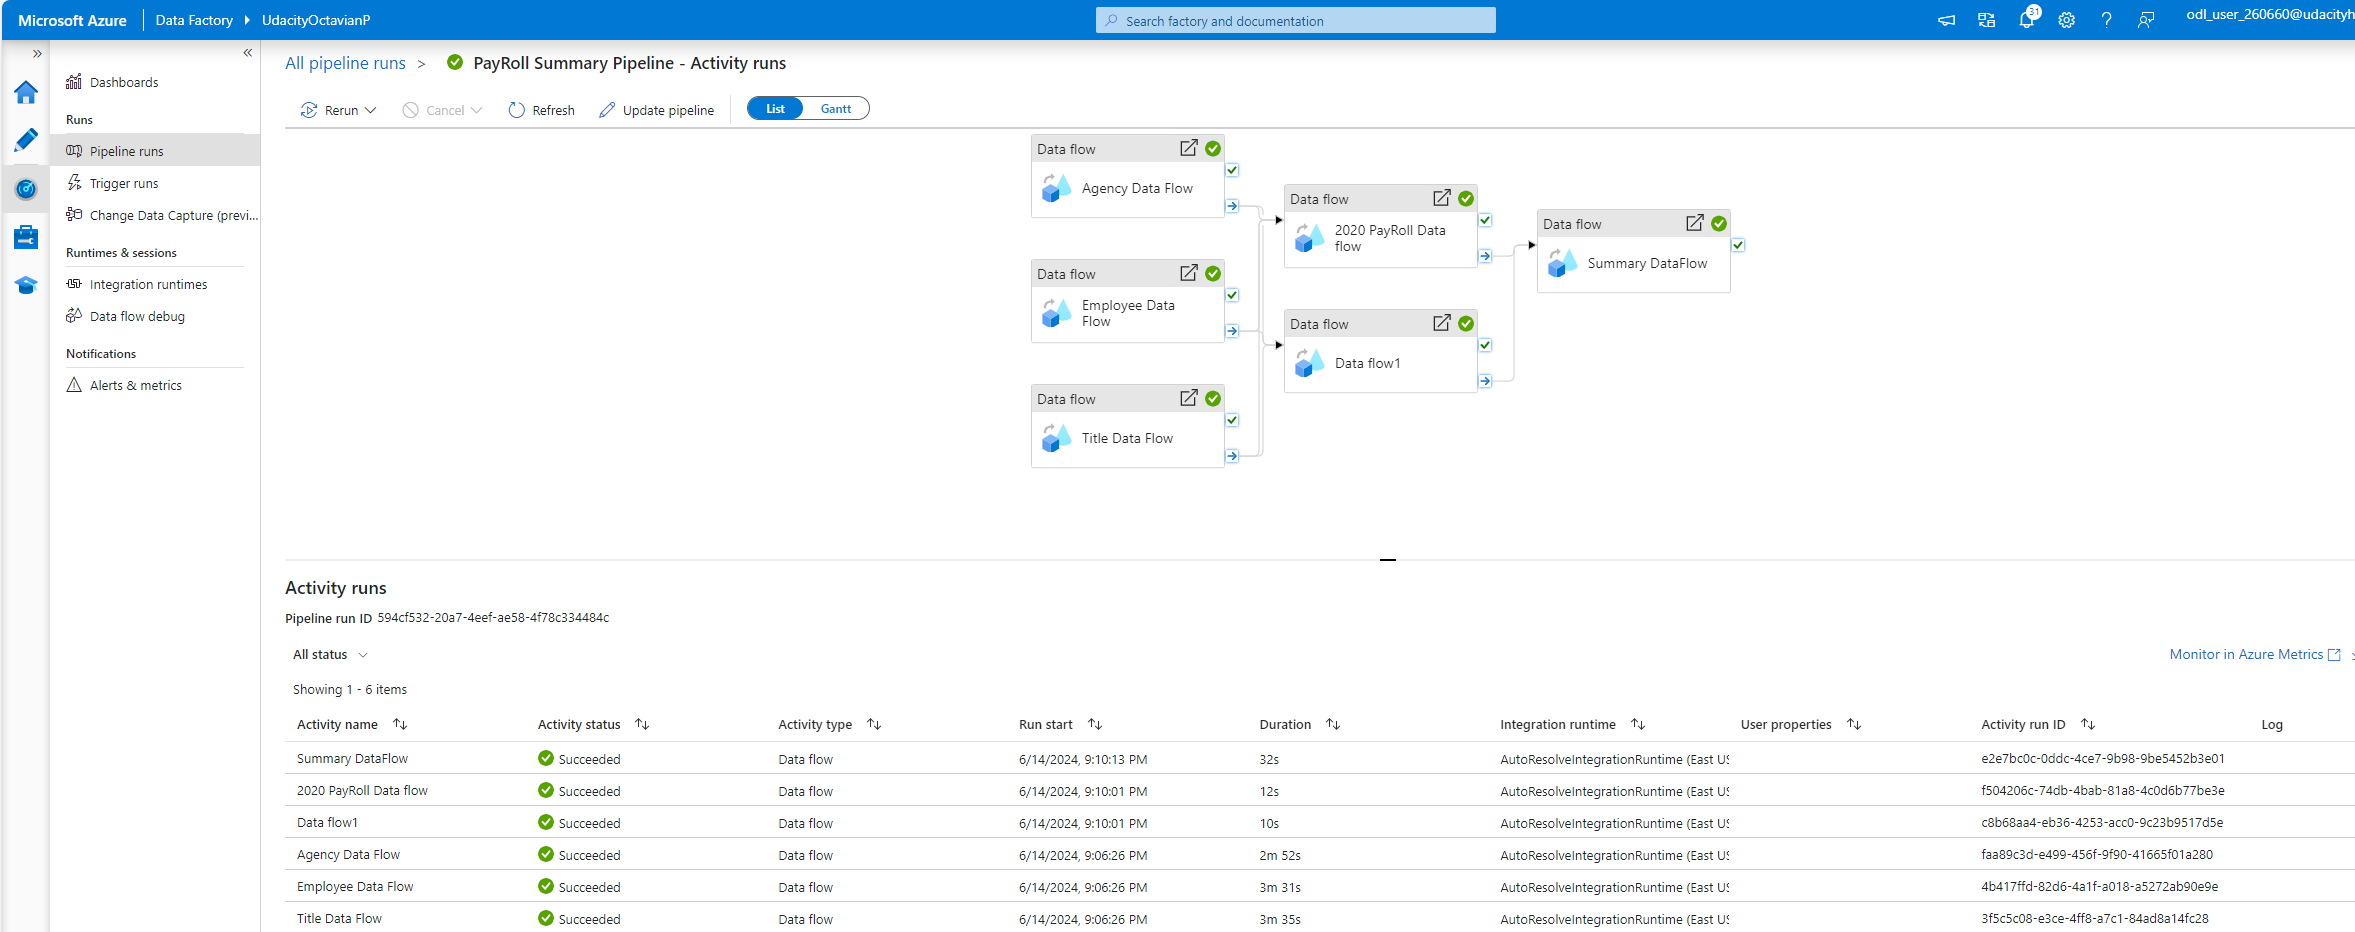 Microsoft Azure
Data Factory
UdacityOctavianP
Search factory and documentation
31
odl_user_260660@udacityh
Dashboards
Runs
Pipeline runs
Trigger runs
Change Data Capture (previ...
Runtimes & sessions
Integration runtimes
Data flow debug
Notifications
Alerts & metrics
All pipeline runs > PayRoll Summary Pipeline - Activity runs
Rerun Cancel Refresh Update pipeline List Gantt
Data flow
Agency Data Flow
Data flow
Employee Data
Flow
Data flow
Title Data Flow
Data flow
2020 PayRoll Data
flow
Data flow
Data flow1
Data flow
Summary DataFlow
Activity runs
Pipeline run ID 594cf532-20a7-4eef-ae58-4f78c334484c
All status
Monitor in Azure Metrics
Showing 1 - 6 items
Activity name Activity status Activity type Run start Duration Integration runtime User properties Activity run ID Log
Summary DataFlow Succeeded Data flow 6/14/2024, 9:10:13 PM 32s AutoResolveIntegrationRuntime (East US e2e7bc0c-0ddc-4ce7-9b98-9be5452b3e01
2020 PayRoll Data flow Succeeded Data flow 6/14/2024, 9:10:01 PM 12s AutoResolveIntegrationRuntime (East US f504206c-74db-4bab-81a8-4c0d6b77be3e
Data flow1 Succeeded Data flow 6/14/2024, 9:10:01 PM 10s AutoResolveIntegrationRuntime (East US c8b68aa4-eb36-4253-acc0-9c23b9517d5e
Agency Data Flow Succeeded Data flow 6/14/2024, 9:06:26 PM 2m 52s AutoResolveIntegrationRuntime (East US faa89c3d-e499-456f-9f90-41665f01a280
Employee Data Flow Succeeded Data flow 6/14/2024, 9:06:26 PM 3m 31s AutoResolveIntegrationRuntime (East US 4b417ffd-82d6-4a1f-a018-a5272ab90e9e
Title Data Flow Succeeded Data flow 6/14/2024, 9:06:26 PM 3m 35s AutoResolveIntegrationRuntime (East US 3f5c5c08-e3ce-4ff8-a7c1-84ad8a14fc28